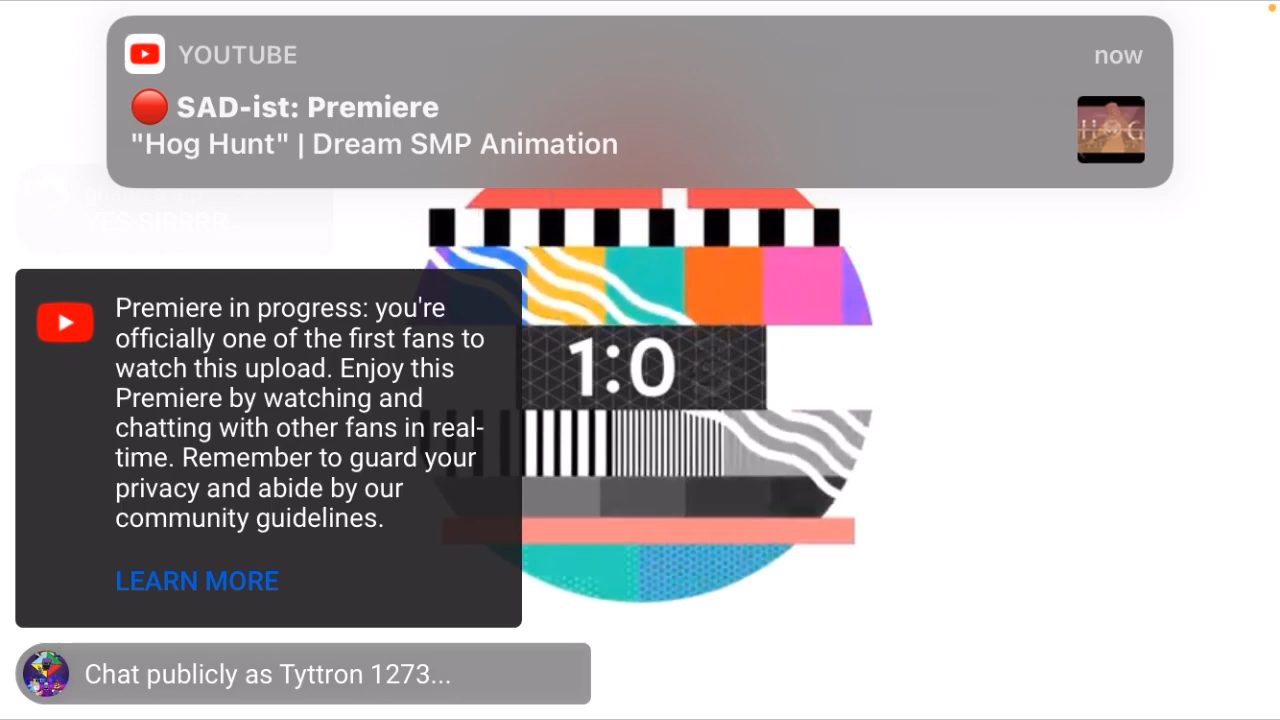 YOUTUBE
now
SAD-ist: Premiere
"Hog Hunt" | Dream SMP Animation
HOG
YES SIRRRR
Premiere in progress: you're
officially one of the first fans to
watch this upload. Enjoy this
Premiere by watching and
chatting with other fans in real-
time. Remember to guard your
privacy and abide by our
community guidelines.
LEARN MORE
1:0
Chat publicly as Tyttron 1273...